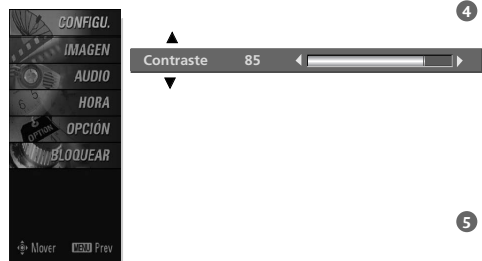 CONFIGU.
IMAGEN
AUDIO
HORA
OPCIÓN
BLOQUEAR
Mover MENU Prev
Contraste 85
4
5